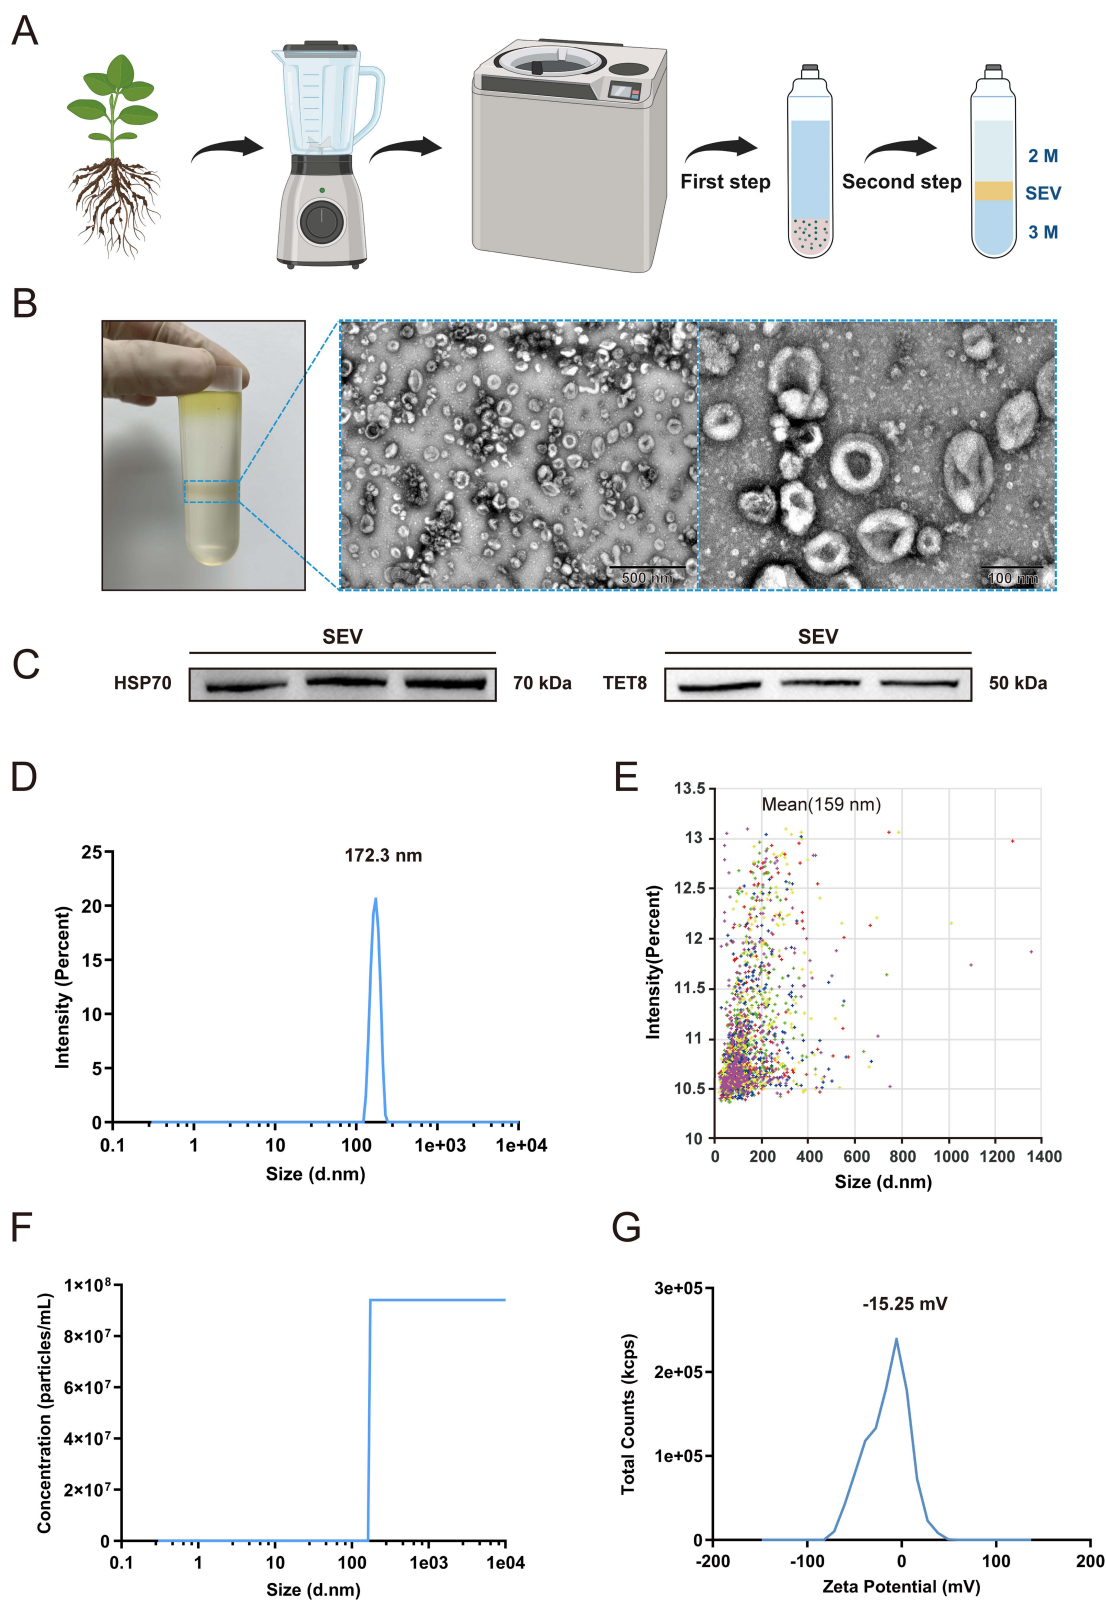 A
First step
Second step
2 M
SEV
3 M
B
500 nm
100 nm
C
SEV
HSP70
70 kDa
SEV
TET8
50 kDa
D
172.3 nm
Intensity (Percent)
25
20
15
10
5
0
0.1 1 10 100 1e+03 1e+04
Size (d.nm)
E
Mean(159 nm)
Intensity(Percent)
13.5
13
12.5
12
11.5
11
10.5
10
0 200 400 600 800 1000 1200 1400
Size (d.nm)
F
Concentration (particles/mL)
1×10⁸
8×10⁷
6×10⁷
4×10⁷
2×10⁷
0
0.1 1 10 100 1e03 1e04
Size (d.nm)
G
-15.25 mV
Total Counts (kcps)
3e+05
2e+05
1e+05
0
-200 -100 0 100 200
Zeta Potential (mV)